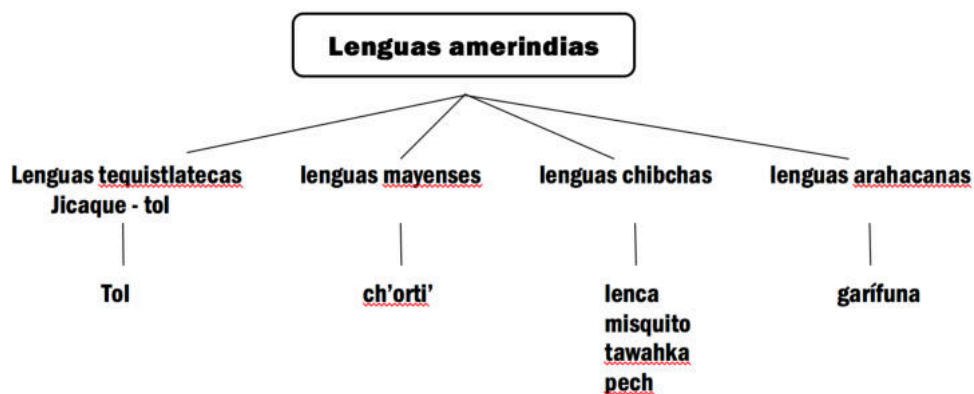 Lenguas amerindias
Lenguas tequistlatecas
Jicaque - tol
lenguas mayenses
lenguas chibchas
lenguas arahacanas
Tol
ch’orti’
lenca
misquito
tawahka
pech
garífuna